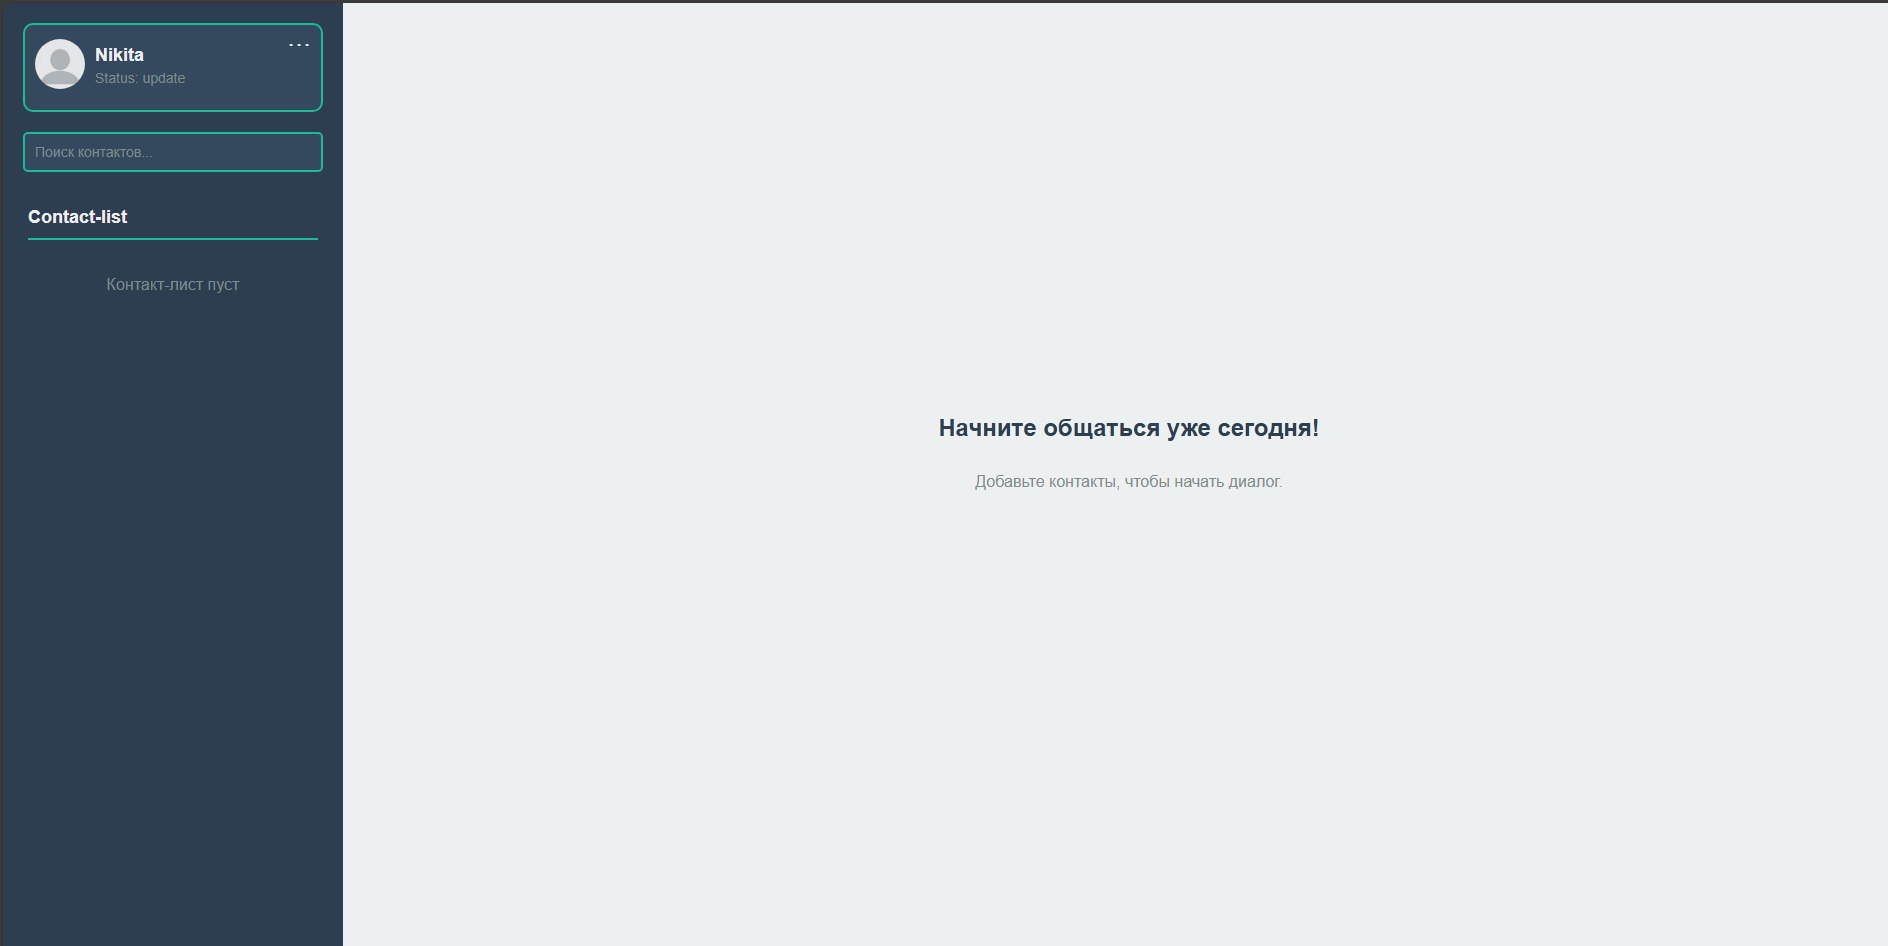 Nikita
...
Status: update
Поиск контактов...
Contact-list
Контакт-лист пуст
Начните общаться уже сегодня!
Добавьте контакты, чтобы начать диалог.